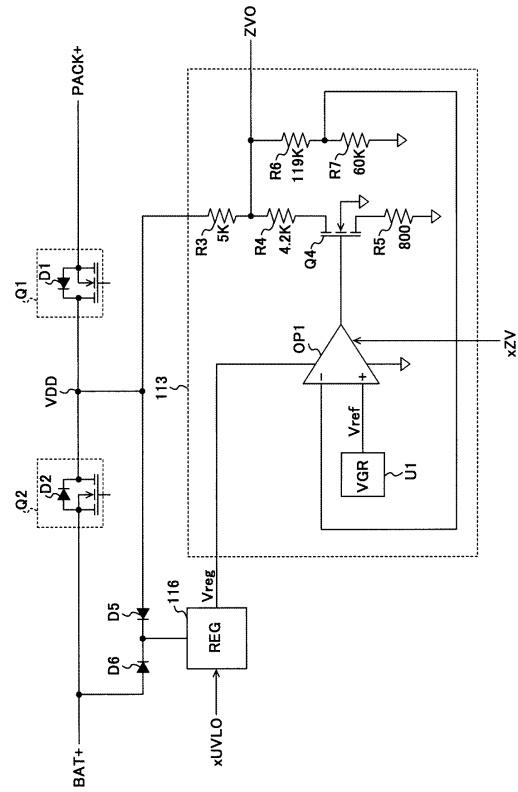 BAT+
PACK+
Q2
D2
VDD
Q1
D1
D6
D5
116
REG
xUVLO
Vreg
113
R3
5K
ZVO
R4
4.2K
R6
119K
R7
60K
Q4
R5
800
OP1
−
+
Vref
VGR
U1
xZV